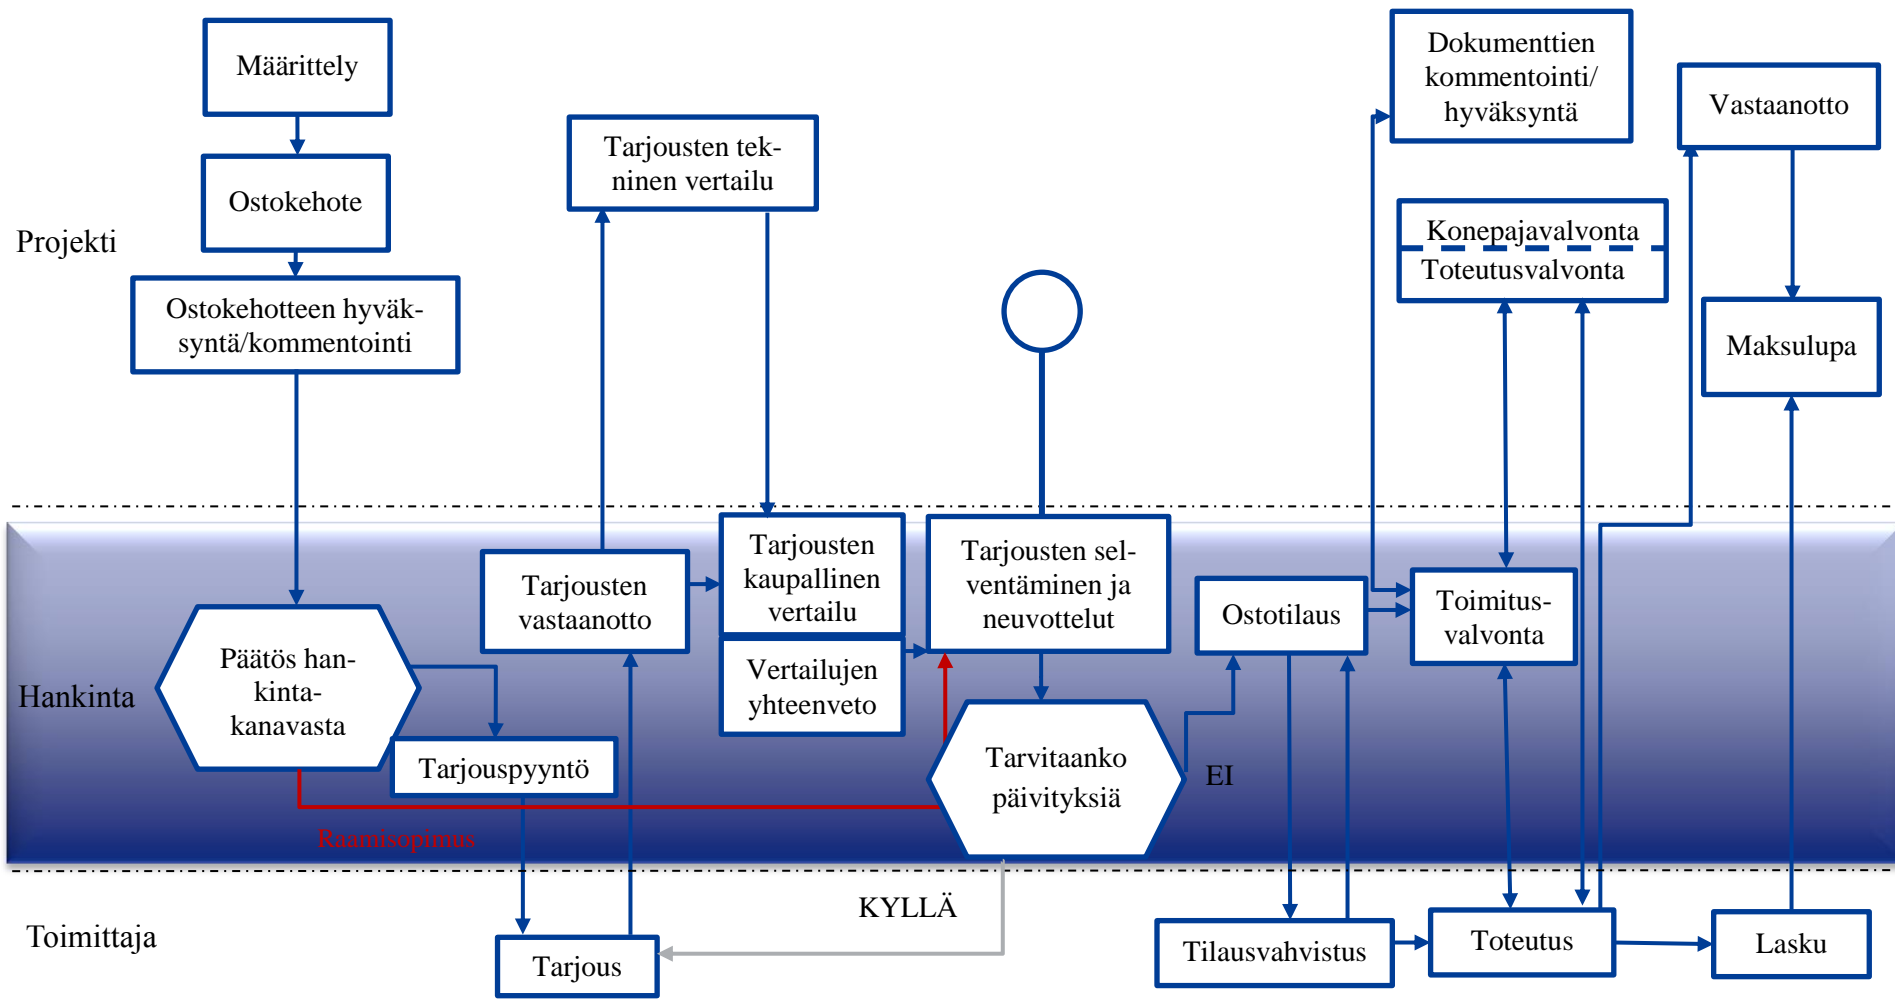 Määrittely
Ostokehote
Projekti
Ostokehotteen hyväk-
syntä/kommentointi
Tarjousten tek-
ninen vertailu
Dokumenttien
kommentointi/
hyväksyntä
Vastaanotto
Konepajavalvonta
Toteutusvalvonta
Maksulupa
Hankinta
Päätös han-
kinta-
kanavasta
Tarjouspyyntö
Raamisopimus
Tarjousten
vastaanotto
Tarjousten
kaupallinen
vertailu
Vertailujen
yhteenveto
Tarjousten sel-
ventäminen ja
neuvottelut
Tarvitaanko
päivityksiä
EI
Ostotilaus
Toimitus-
valvonta
Toimittaja
Tarjous
KYLLÄ
Tilausvahvistus
Toteutus
Lasku